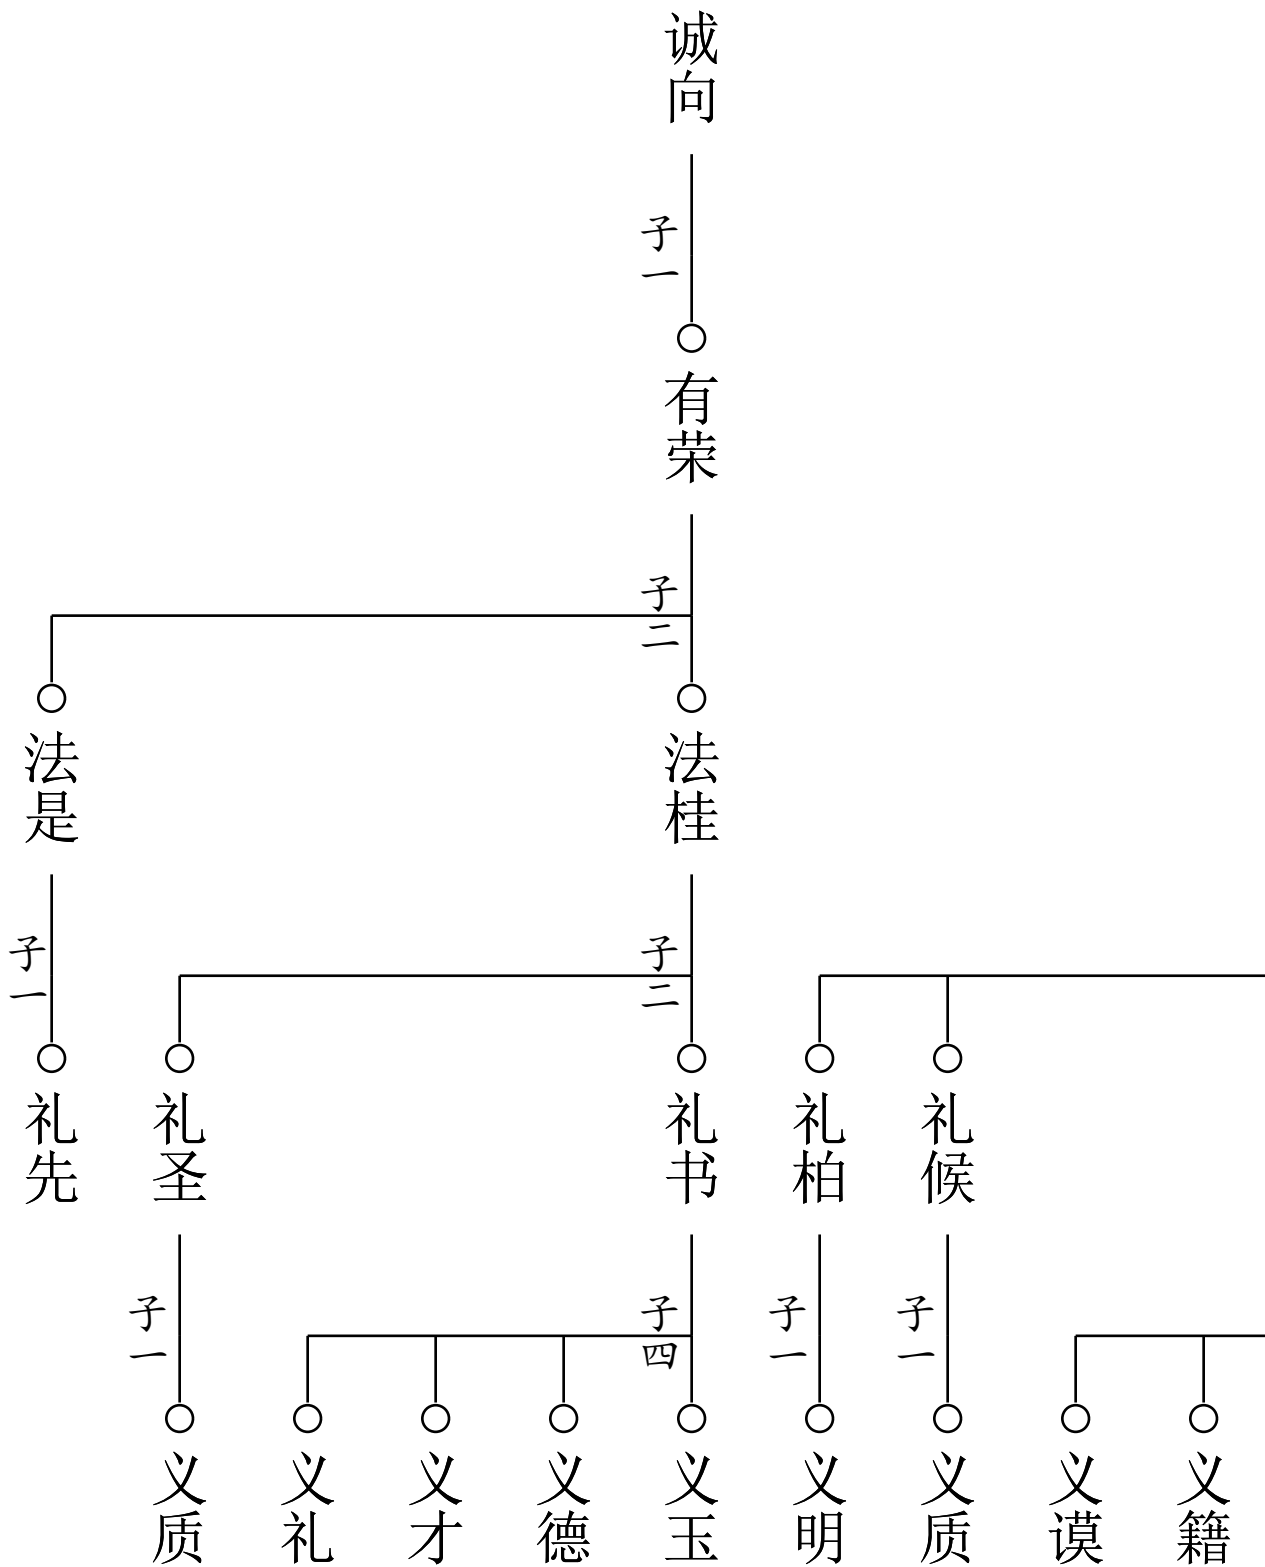 诚向
子一
有荣
子二
法是
法桂
子一
子二
礼先
礼圣
礼书
礼柏
礼候
子一
子四
子一
子一
义质
义礼
义才
义德
义玉
义明
义质
义谟
义籍